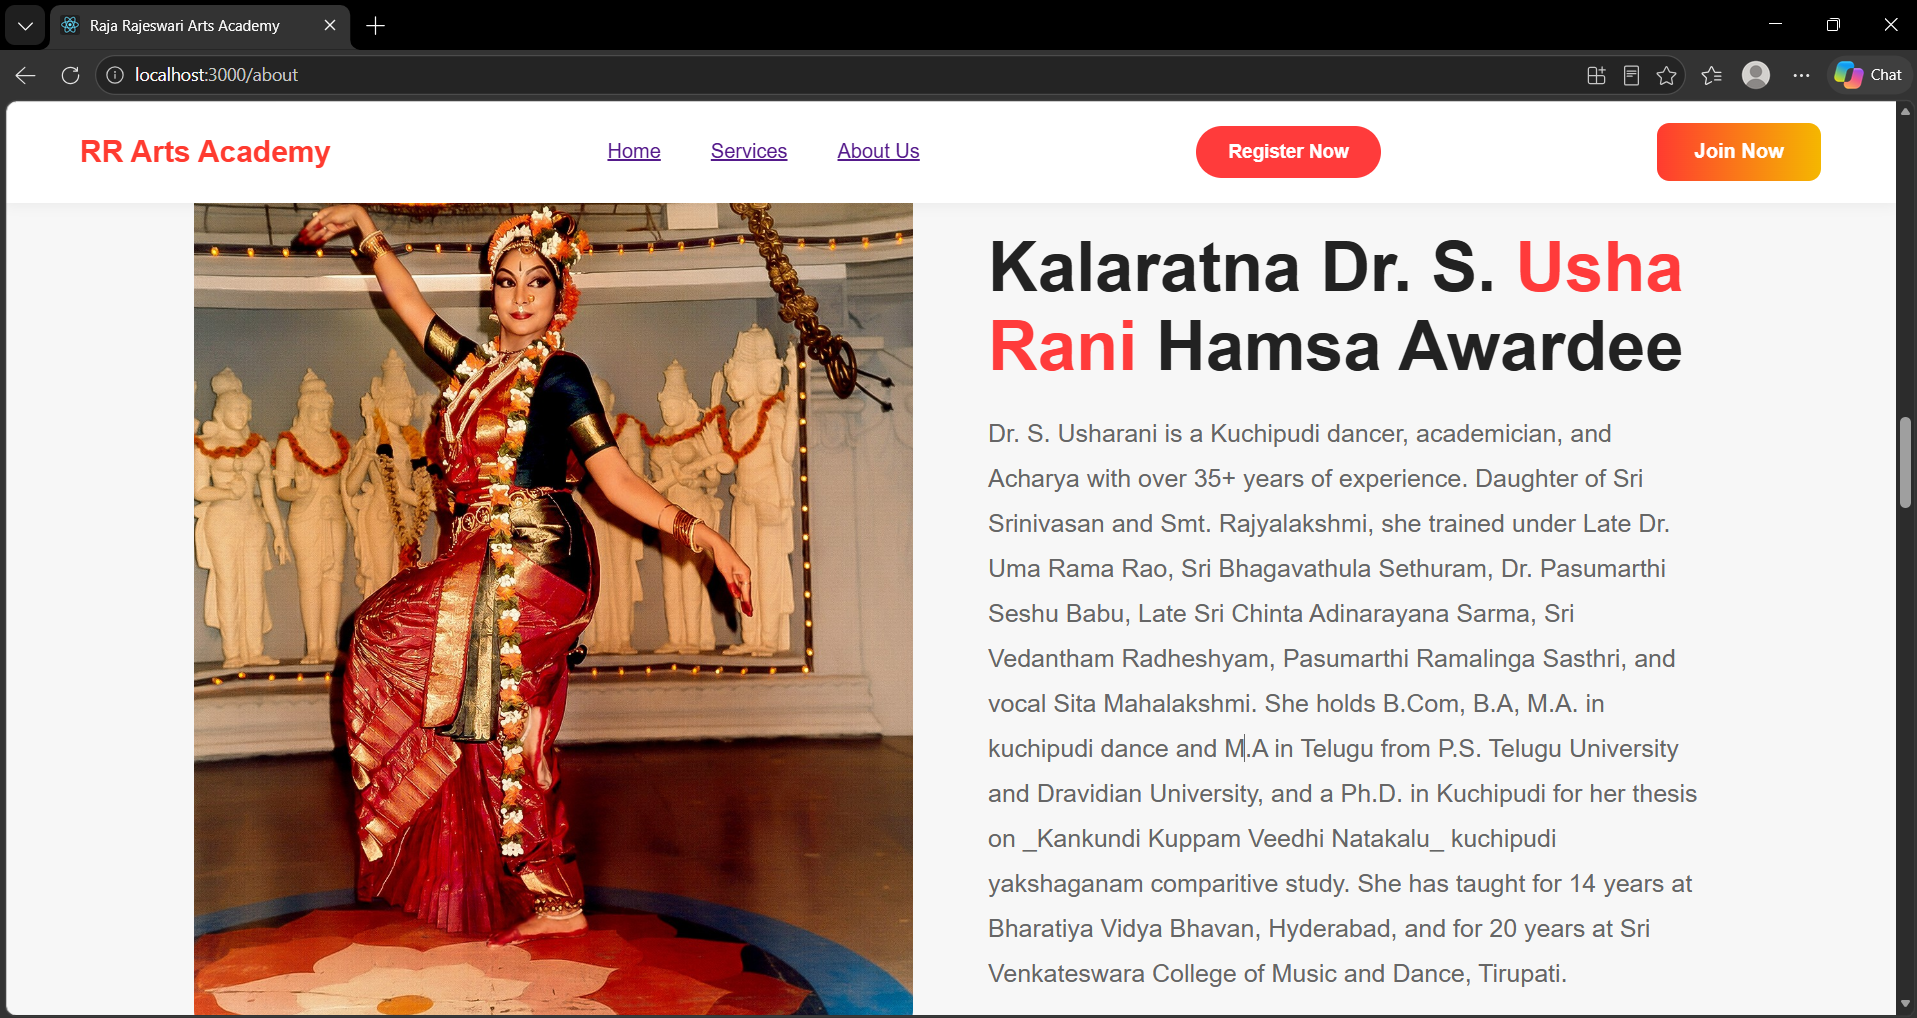 Raja Rajeswari Arts Academy
localhost:3000/about
Chat
RR Arts Academy
Home
Services
About Us
Register Now
Join Now
Kalaratna Dr. S. Usha
Rani Hamsa Awardee
Dr. S. Usharani is a Kuchipudi dancer, academician, and
Acharya with over 35+ years of experience. Daughter of Sri
Srinivasan and Smt. Rajyalakshmi, she trained under Late Dr.
Uma Rama Rao, Sri Bhagavathula Sethuram, Dr. Pasumarthi
Seshu Babu, Late Sri Chinta Adinarayana Sarma, Sri
Vedantham Radheshyam, Pasumarthi Ramalinga Sasthri, and
vocal Sita Mahalakshmi. She holds B.Com, B.A, M.A. in
kuchipudi dance and M.A in Telugu from P.S. Telugu University
and Dravidian University, and a Ph.D. in Kuchipudi for her thesis
on _Kankundi Kuppam Veedhi Natakalu_ kuchipudi
yakshaganam comparitive study. She has taught for 14 years at
Bharatiya Vidya Bhavan, Hyderabad, and for 20 years at Sri
Venkateswara College of Music and Dance, Tirupati.